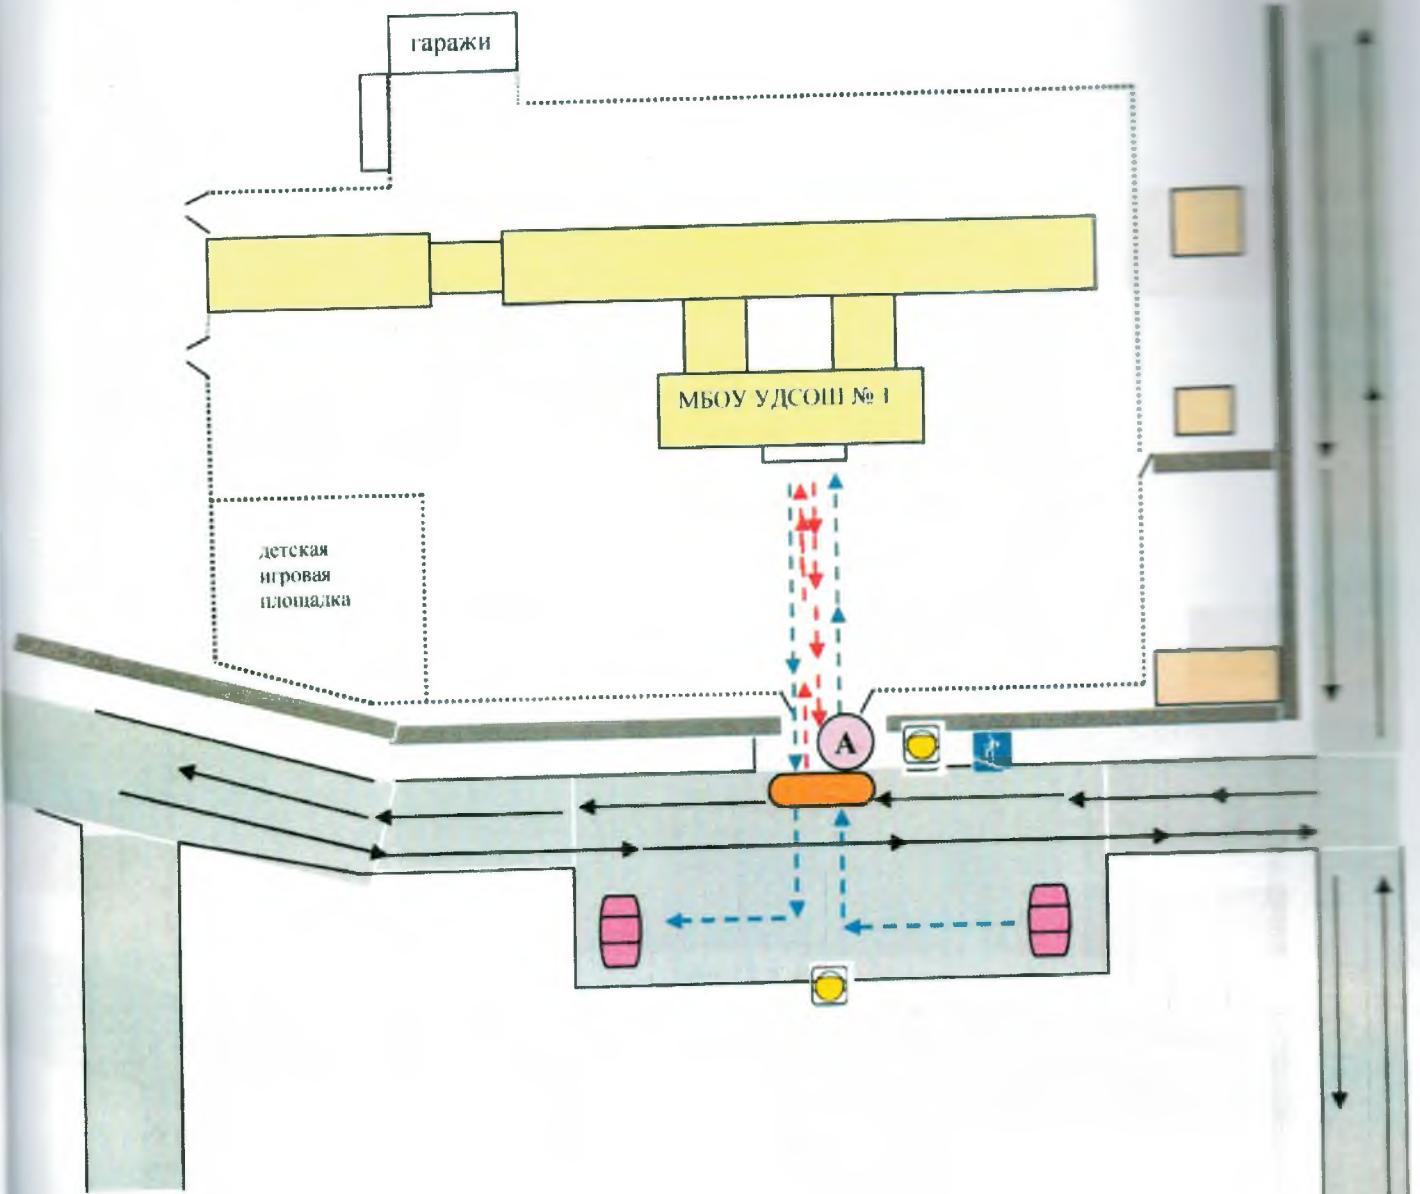 гаражи
МБОУ УДСОШ № 1
детская
игровая
площадка
А